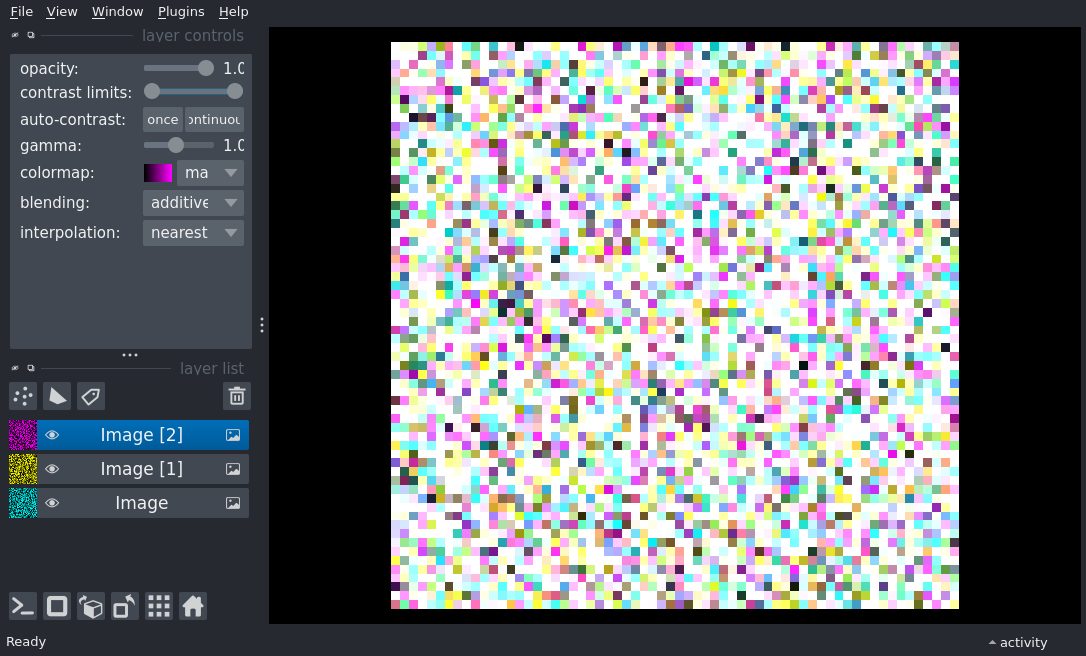 File View Window Plugins Help
layer controls
opacity: 1.0
contrast limits:
auto-contrast: once ontinuou
gamma: 1.0
colormap: ma
blending: additive
interpolation: nearest
layer list
Image [2]
Image [1]
Image
Ready
activity